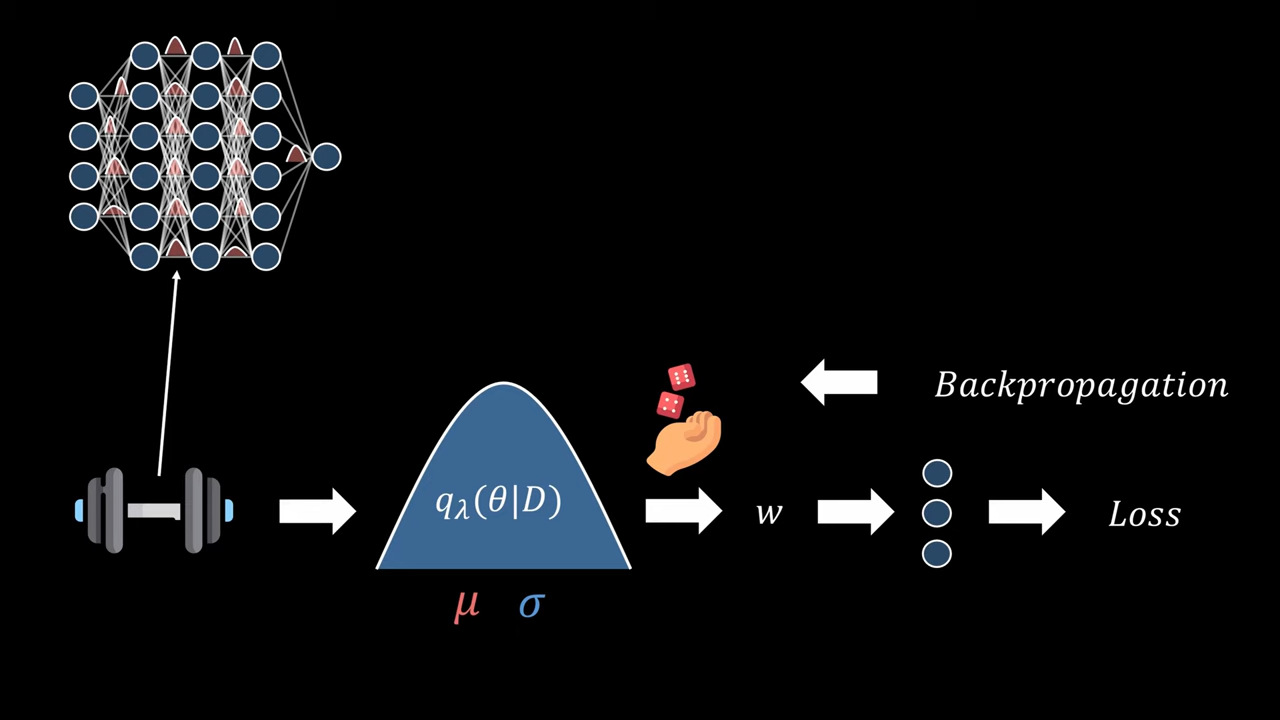 Backpropagation
qλ(θ|D)
w
Loss
μ σ